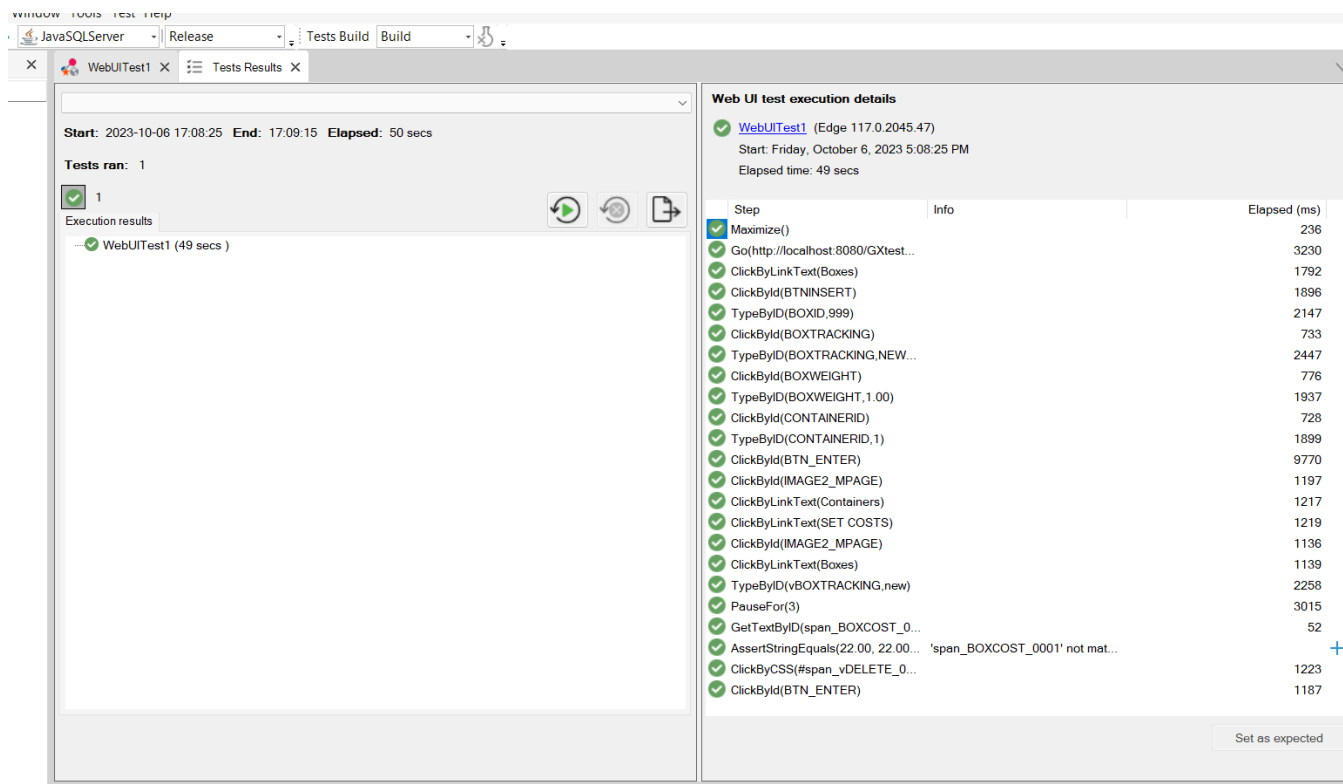 Window Tools Test Help
JavaSQLServer Release Tests Build Build
WebUITest1 Tests Results
Start: 2023-10-06 17:08:25 End: 17:09:15 Elapsed: 50 secs
Tests ran: 1
1
Execution results
WebUITest1 (49 secs )
Web UI test execution details
WebUITest1 (Edge 117.0.2045.47)
Start: Friday, October 6, 2023 5:08:25 PM
Elapsed time: 49 secs
Step Info Elapsed (ms)
Maximize() 236
Go(http://localhost:8080/GXtest... 3230
ClickByLinkText(Boxes) 1792
ClickById(BTNINSERT) 1896
TypeByID(BOXID,999) 2147
ClickById(BOXTRACKING) 733
TypeByID(BOXTRACKING,NEW... 2447
ClickById(BOXWEIGHT) 776
TypeByID(BOXWEIGHT,1.00) 1937
ClickById(CONTAINERID) 728
TypeByID(CONTAINERID,1) 1899
ClickById(BTN_ENTER) 9770
ClickById(IMAGE2_MPAGE) 1197
ClickByLinkText(Containers) 1217
ClickByLinkText(SET COSTS) 1219
ClickById(IMAGE2_MPAGE) 1136
ClickByLinkText(Boxes) 1139
TypeByID(vBOXTRACKING,new) 2258
PauseFor(3) 3015
GetTextByID(span_BOXCOST_0... 52
AssertStringEquals(22.00, 22.00... 'span_BOXCOST_0001' not mat...
ClickByCSS(#span_vDELETE_0... 1223
ClickById(BTN_ENTER) 1187
Set as expected